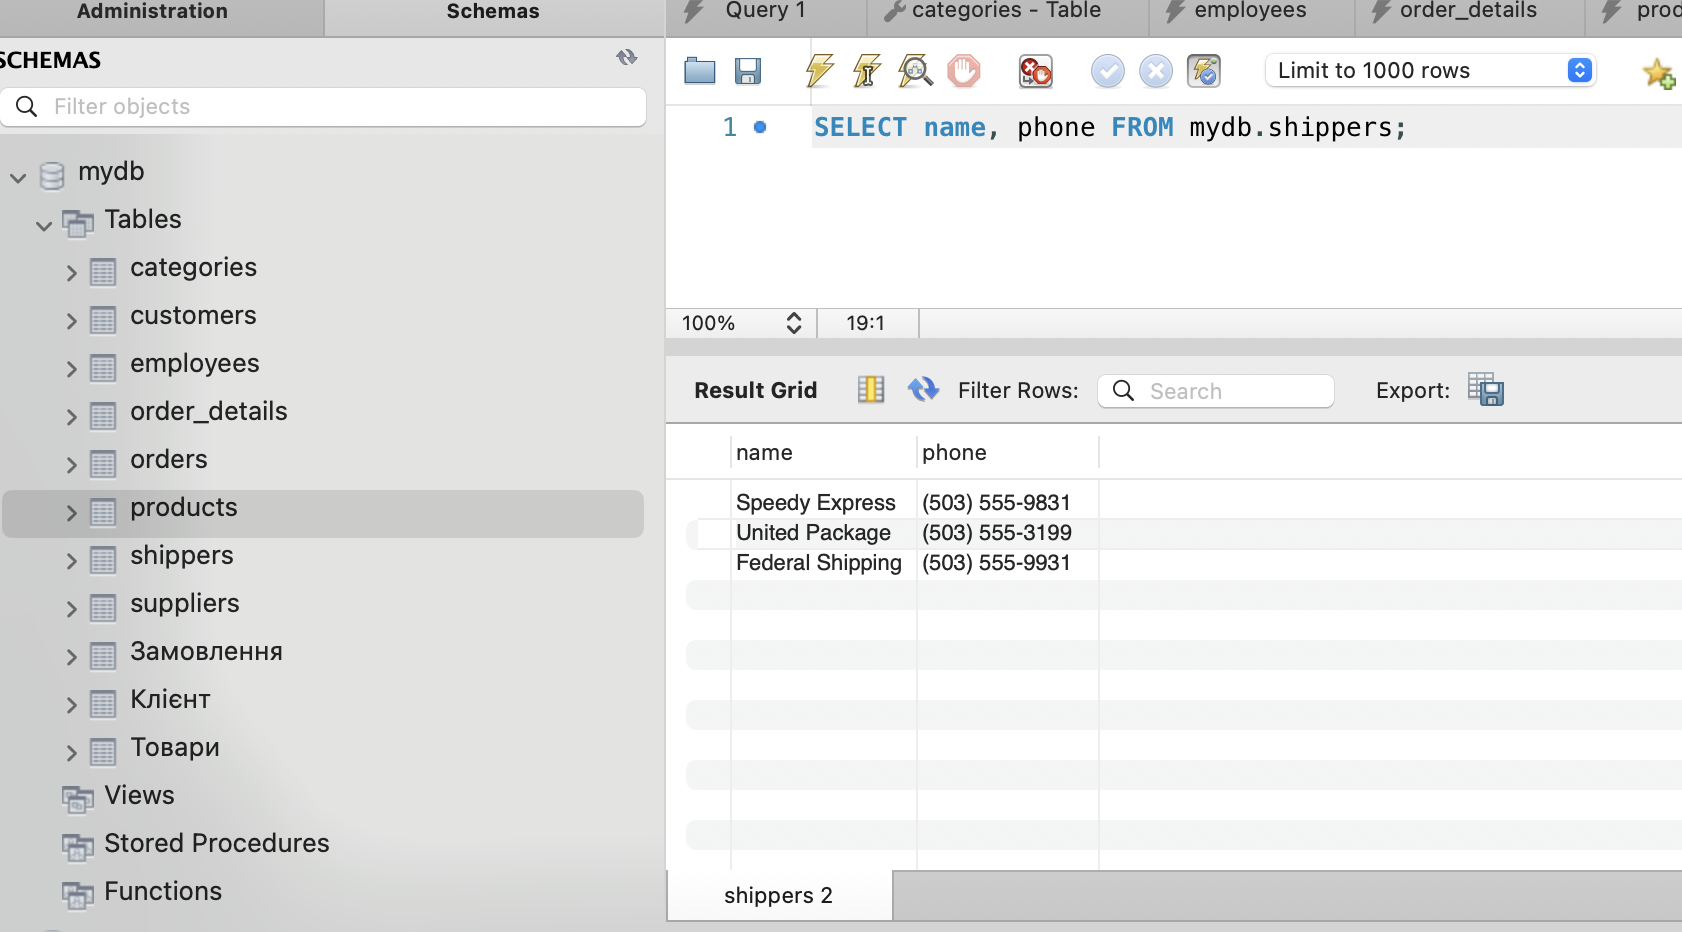 Administration
Schemas
SCHEMAS
Filter objects
mydb
Tables
categories
customers
employees
order_details
orders
products
shippers
suppliers
Замовлення
Клієнт
Товари
Views
Stored Procedures
Functions
Query 1
categories - Table
employees
order_details
Limit to 1000 rows
1
SELECT name, phone FROM mydb.shippers;
100%
19:1
Result Grid
Filter Rows:
Search
Export:
name phone
Speedy Express (503) 555-9831
United Package (503) 555-3199
Federal Shipping (503) 555-9931
shippers 2